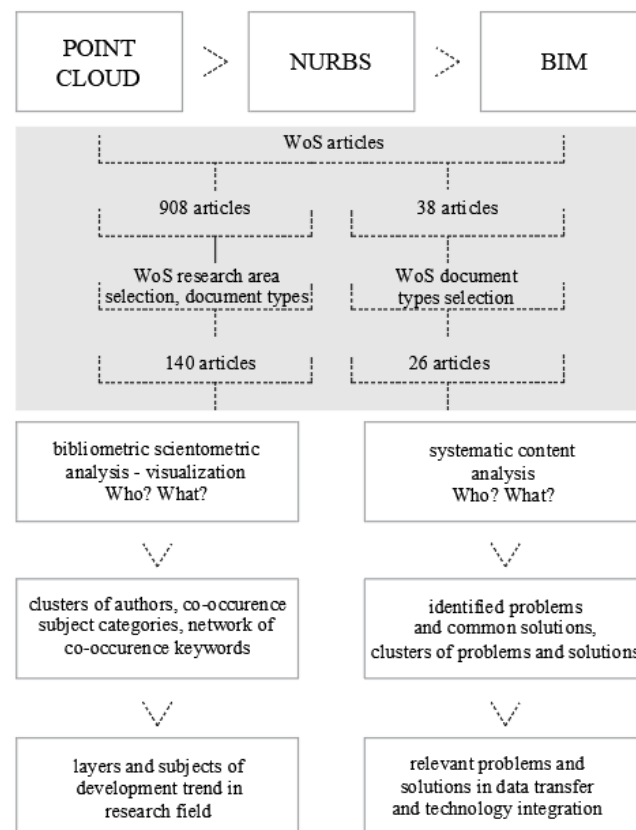 POINT
CLOUD
NURBS
BIM
WoS articles
908 articles
38 articles
WoS research area
selection, document types
WoS document
types selection
140 articles
26 articles
bibliometric scientometric
analysis - visualization
Who? What?
systematic content
analysis
Who? What?
clusters of authors, co-occurence
subject categories, network of
co-occurence keywords
identified problems
and common solutions,
clusters of problems and solutions
layers and subjects of
development trend in
research field
relevant problems and
solutions in data transfer
and technology integration